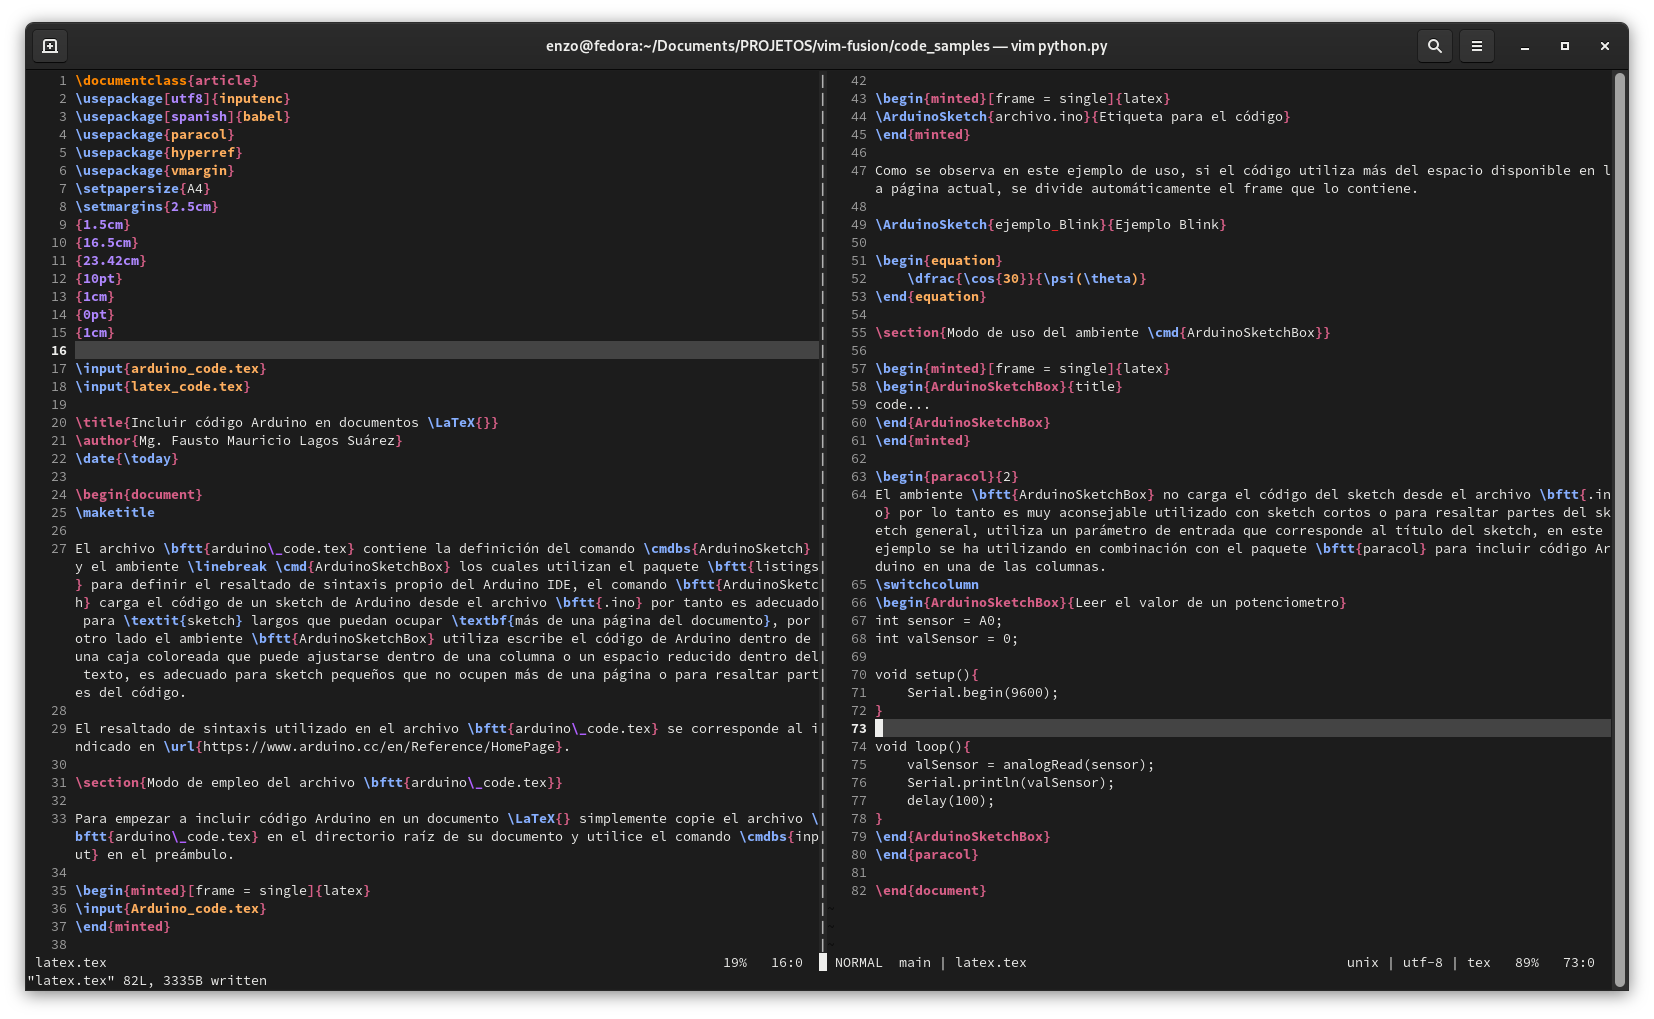 enzo@fedora:~/Documents/PROJETOS/vim-fusion/code_samples — vim python.py
1 \documentclass{article}
2 \usepackage[utf8]{inputenc}
3 \usepackage[spanish]{babel}
4 \usepackage{paracol}
5 \usepackage{hyperref}
6 \usepackage{vmargin}
7 \setpapersize{A4}
8 \setmargins{2.5cm}
9 {1.5cm}
10 {16.5cm}
11 {23.42cm}
12 {10pt}
13 {1cm}
14 {0pt}
15 {1cm}
16
17 \input{arduino_code.tex}
18 \input{latex_code.tex}
19
20 \title{Incluir código Arduino en documentos \LaTeX{}}
21 \author{Mg. Fausto Mauricio Lagos Suárez}
22 \date{\today}
23
24 \begin{document}
25 \maketitle
26
27 El archivo \bftt{arduino\_code.tex} contiene la definición del comando \cmdbs{ArduinoSketch}
y el ambiente \linebreak \cmd{ArduinoSketchBox} los cuales utilizan el paquete \bftt{listings
} para definir el resaltado de sintaxis propio del Arduino IDE, el comando \bftt{ArduinoSketc
h} carga el código de un sketch de Arduino desde el archivo \bftt{.ino} por tanto es adecuado
para \textit{sketch} largos que puedan ocupar \textbf{más de una página del documento}, por
otro lado el ambiente \bftt{ArduinoSketchBox} utiliza escribe el código de Arduino dentro de
una caja coloreada que puede ajustarse dentro de una columna o un espacio reducido dentro del
texto, es adecuado para sketch pequeños que no ocupen más de una página o para resaltar part
es del código.
28
29 El resaltado de sintaxis utilizado en el archivo \bftt{arduino\_code.tex} se corresponde al i
ndicado en \url{https://www.arduino.cc/en/Reference/HomePage}.
30
31 \section{Modo de empleo del archivo \bftt{arduino\_code.tex}}
32
33 Para empezar a incluir código Arduino en un documento \LaTeX{} simplemente copie el archivo \
bftt{arduino\_code.tex} en el directorio raíz de su documento y utilice el comando \cmdbs{inp
ut} en el preámbulo.
34
35 \begin{minted}[frame = single]{latex}
36 \input{Arduino_code.tex}
37 \end{minted}
38
latex.tex 19% 16:0
42
43 \begin{minted}[frame = single]{latex}
44 \ArduinoSketch{archivo.ino}{Etiqueta para el código}
45 \end{minted}
46
47 Como se observa en este ejemplo de uso, si el código utiliza más del espacio disponible en l
a página actual, se divide automáticamente el frame que lo contiene.
48
49 \ArduinoSketch{ejemplo_Blink}{Ejemplo Blink}
50
51 \begin{equation}
52 \dfrac{\cos{30}}{\psi(\theta)}
53 \end{equation}
54
55 \section{Modo de uso del ambiente \cmd{ArduinoSketchBox}}
56
57 \begin{minted}[frame = single]{latex}
58 \begin{ArduinoSketchBox}{title}
59 code...
60 \end{ArduinoSketchBox}
61 \end{minted}
62
63 \begin{paracol}{2}
64 El ambiente \bftt{ArduinoSketchBox} no carga el código del sketch desde el archivo \bftt{.in
o} por lo tanto es muy aconsejable utilizado con sketch cortos o para resaltar partes del sk
etch general, utiliza un parámetro de entrada que corresponde al título del sketch, en este
ejemplo se ha utilizando en combinación con el paquete \bftt{paracol} para incluir código Ar
duino en una de las columnas.
65 \switchcolumn
66 \begin{ArduinoSketchBox}{Leer el valor de un potenciometro}
67 int sensor = A0;
68 int valSensor = 0;
69
70 void setup(){
71 Serial.begin(9600);
72 }
73
74 void loop(){
75 valSensor = analogRead(sensor);
76 Serial.println(valSensor);
77 delay(100);
78 }
79 \end{ArduinoSketchBox}
80 \end{paracol}
81
82 \end{document}
~
~
~
NORMAL main | latex.tex unix | utf-8 | tex 89% 73:0
"latex.tex" 82L, 3335B written